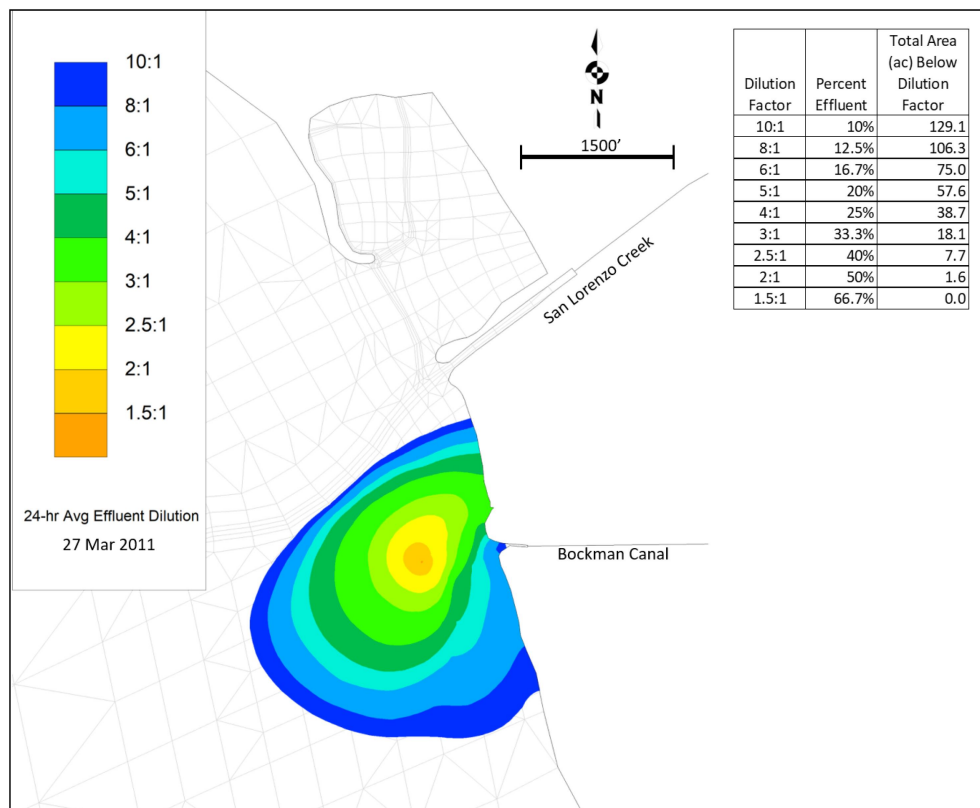 10:1
8:1
6:1
5:1
4:1
3:1
2.5:1
2:1
1.5:1
24-hr Avg Effluent Dilution
27 Mar 2011
N
1500’
San Lorenzo Creek
Bockman Canal
Dilution Factor Percent Effluent Total Area (ac) Below Dilution Factor
10:1 10% 129.1
8:1 12.5% 106.3
6:1 16.7% 75.0
5:1 20% 57.6
4:1 25% 38.7
3:1 33.3% 18.1
2.5:1 40% 7.7
2:1 50% 1.6
1.5:1 66.7% 0.0